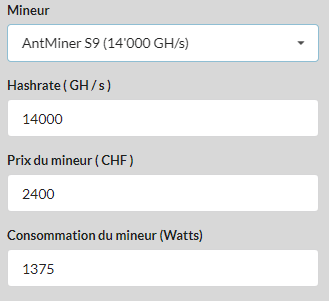 Mineur
AntMiner S9 (14'000 GH/s)
Hashrate ( GH / s )
14000
Prix du mineur ( CHF )
2400
Consommation du mineur (Watts)
1375